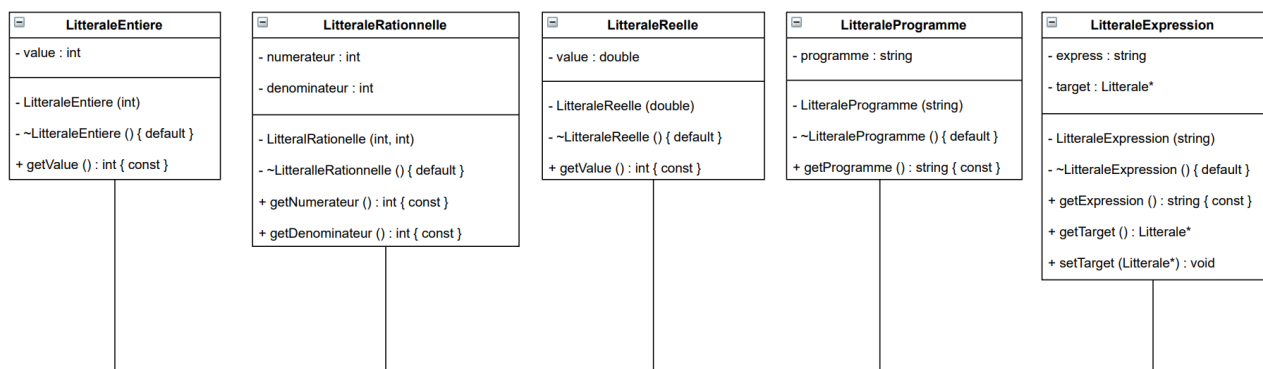 LitteraleEntiere
- value : int
- LitteraleEntiere (int)
- ~LitteraleEntiere () { default }
+ getValue () : int { const }
LitteraleRationnelle
- numerateur : int
- denominateur : int
- LitteralRationelle (int, int)
- ~LitteralleRationnelle () { default }
+ getNumerateur () : int { const }
+ getDenominateur () : int { const }
LitteraleReelle
- value : double
- LitteraleReelle (double)
- ~LitteraleReelle () { default }
+ getValue () : int { const }
LitteraleProgramme
- programme : string
- LitteraleProgramme (string)
- ~LitteraleProgramme () { default }
+ getProgramme () : string { const }
LitteraleExpression
- express : string
- target : Litterale*
- LitteraleExpression (string)
- ~LitteraleExpression () { default }
+ getExpression () : string { const }
+ getTarget () : Litterale*
+ setTarget (Litterale*) : void